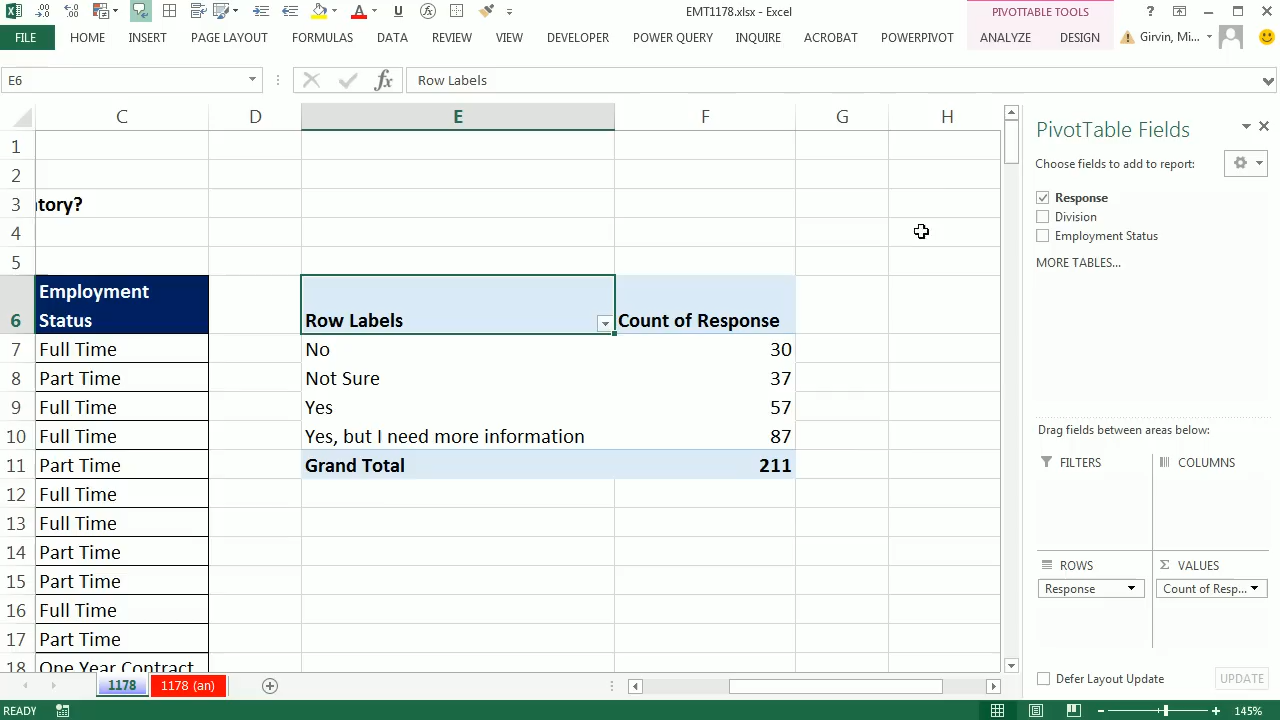 EMT1178.xlsx - Excel
PIVOTTABLE TOOLS
FILE HOME INSERT PAGE LAYOUT FORMULAS DATA REVIEW VIEW DEVELOPER POWER QUERY INQUIRE ACROBAT POWERPIVOT ANALYZE DESIGN Girvin, Mi...
E6 fx Row Labels
C D E F G H
1
2
3 tory?
4
5
Employment
6 Status Row Labels Count of Response
7 Full Time No 30
8 Part Time Not Sure 37
9 Full Time Yes 57
10 Full Time Yes, but I need more information 87
11 Part Time Grand Total 211
12 Full Time
13 Full Time
14 Part Time
15 Part Time
16 Full Time
17 Part Time
18 One Year Contract
PivotTable Fields
Choose fields to add to report:
Response
Division
Employment Status
MORE TABLES...
Drag fields between areas below:
FILTERS COLUMNS
ROWS Σ VALUES
Response Count of Resp...
Defer Layout Update UPDATE
1178 1178 (an)
READY 145%